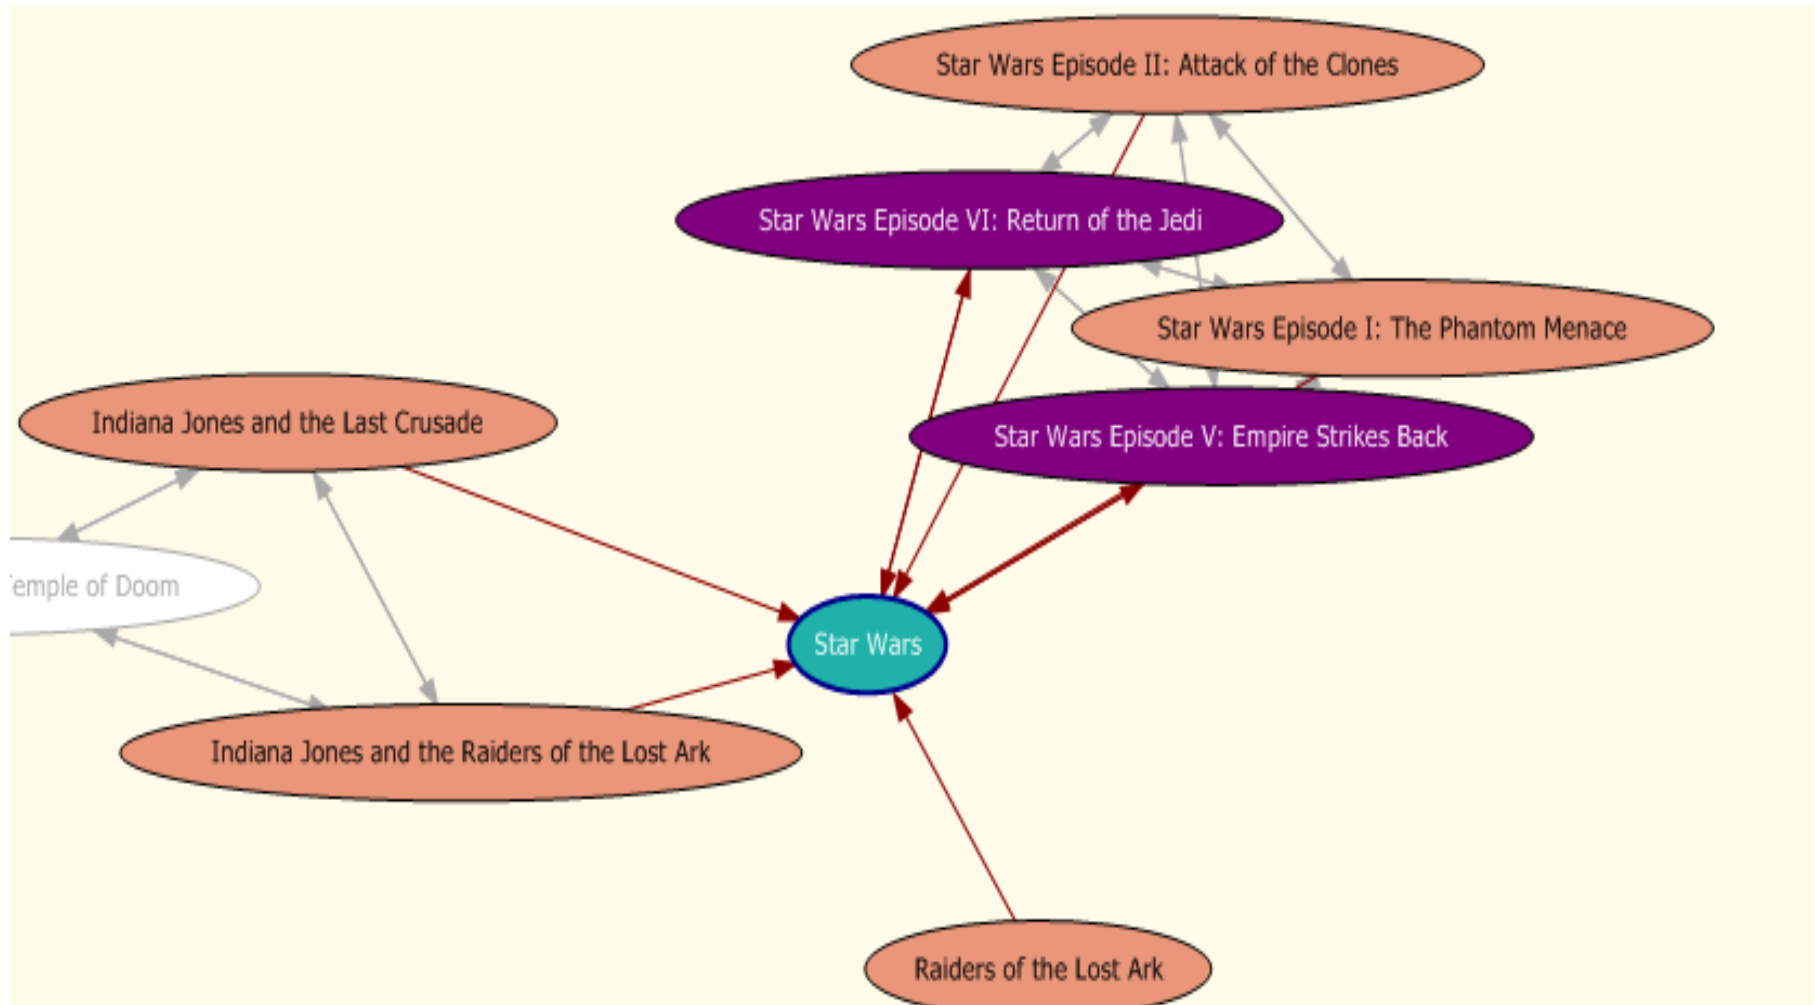 Star Wars Episode II: Attack of the Clones
Star Wars Episode VI: Return of the Jedi
Star Wars Episode I: The Phantom Menace
Indiana Jones and the Last Crusade
Star Wars Episode V: Empire Strikes Back
Temple of Doom
Star Wars
Indiana Jones and the Raiders of the Lost Ark
Raiders of the Lost Ark